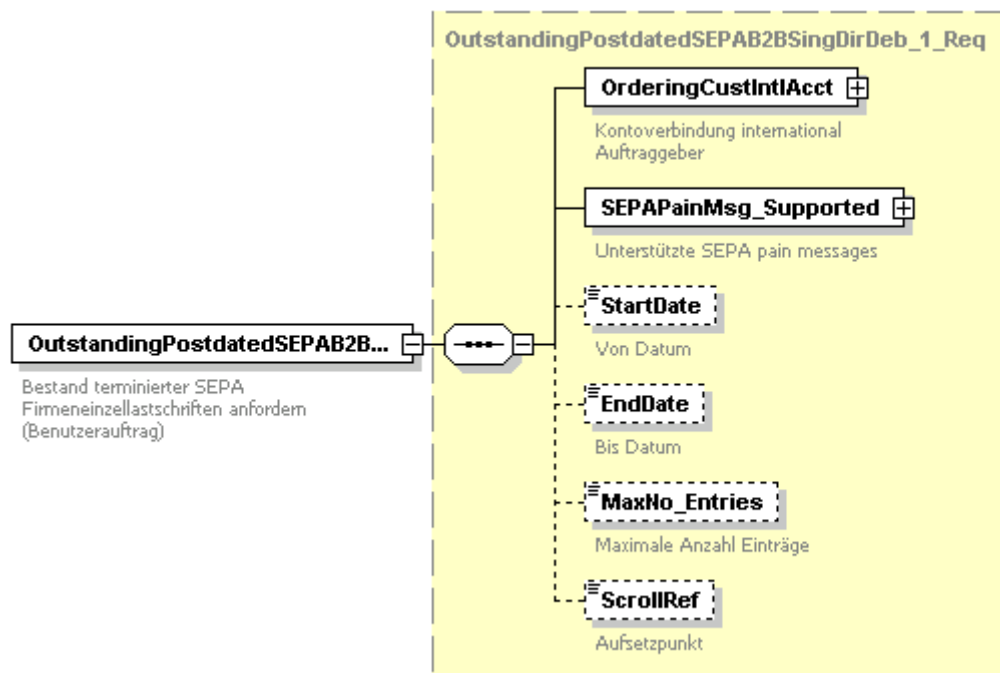 OutstandingPostdatedSEPAB2BSingDirDeb_1_Req
OrderingCustIntlAcct
Kontoverbindung international
Auftraggeber
SEPAPainMsg_Supported
Unterstützte SEPA pain messages
StartDate
Von Datum
OutstandingPostdatedSEPAB2B...
Bestand terminierter SEPA
Firmeneinzellastschriften anfordern
(Benutzerauftrag)
EndDate
Bis Datum
MaxNo_Entries
Maximale Anzahl Einträge
ScrollRef
Aufsetzpunkt